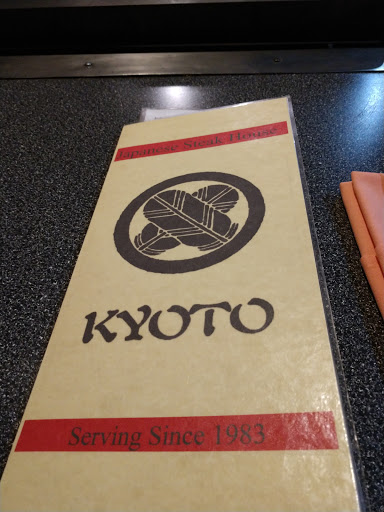 Japanese Steak House
KYOTO
Serving Since 1983